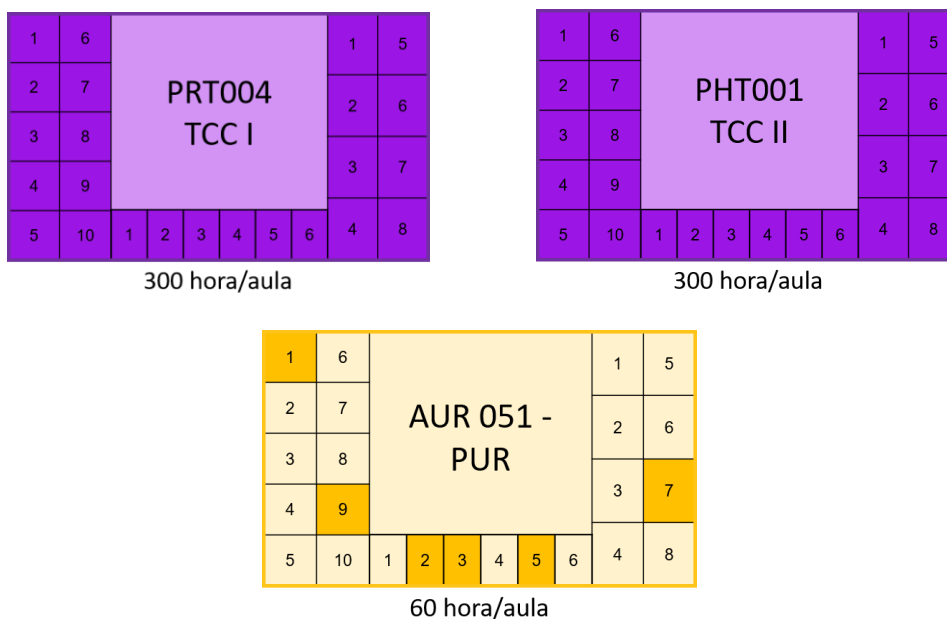 1 6 1 5
2 7 PRT004 2 6
3 8 TCC I 3 7
4 9
5 10 1 2 3 4 5 6 4 8
300 hora/aula
1 6 1 5
2 7 PHT001 2 6
3 8 TCC II 3 7
4 9
5 10 1 2 3 4 5 6 4 8
300 hora/aula
1 6 1 5
2 7 AUR 051 - 2 6
3 8 PUR 3 7
4 9
5 10 1 2 3 4 5 6 4 8
60 hora/aula